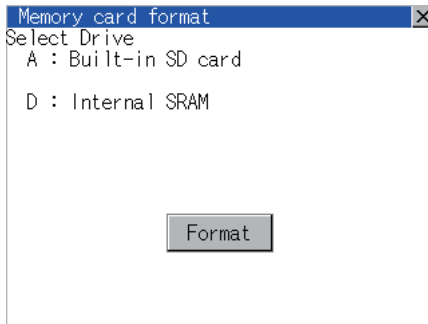 Memory card format
Select Drive
A : Built-in SD card
D : Internal SRAM
Format